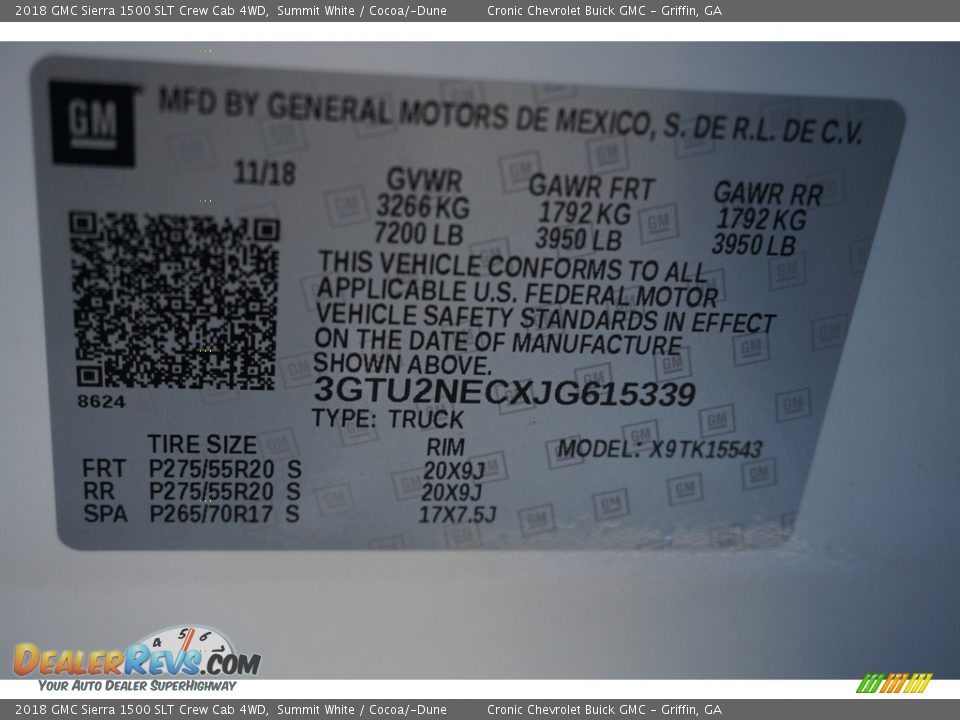 2018 GMC Sierra 1500 SLT Crew Cab 4WD, Summit White / Cocoa/­Dune Cronic Chevrolet Buick GMC - Griffin, GA
GM MFD BY GENERAL MOTORS DE MEXICO, S. DE R.L. DE C.V.
11/18 GVWR GAWR FRT GAWR RR
3266 KG 1792 KG 1792 KG
7200 LB 3950 LB 3950 LB
THIS VEHICLE CONFORMS TO ALL
APPLICABLE U.S. FEDERAL MOTOR
VEHICLE SAFETY STANDARDS IN EFFECT
ON THE DATE OF MANUFACTURE
SHOWN ABOVE.
3GTU2NECXJG615339
8624
TYPE: TRUCK
TIRE SIZE RIM MODEL: X9TK15543
FRT P275/55R20 S 20X9J
RR P275/55R20 S 20X9J
SPA P265/70R17 S 17X7.5J
4 5 6
DEALERREVS.COM
YOUR AUTO DEALER SUPERHIGHWAY
2018 GMC Sierra 1500 SLT Crew Cab 4WD, Summit White / Cocoa/­Dune Cronic Chevrolet Buick GMC - Griffin, GA